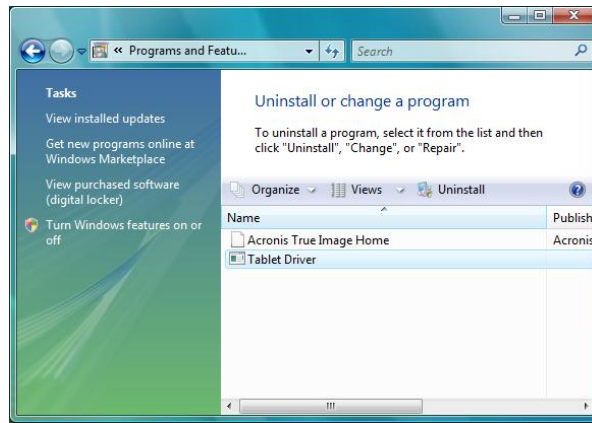 « Programs and Featu...
Search
Tasks
View installed updates
Get new programs online at
Windows Marketplace
View purchased software
(digital locker)
Turn Windows features on or
off
Uninstall or change a program
To uninstall a program, select it from the list and then
click "Uninstall", "Change", or "Repair".
Organize Views Uninstall
Name Publish
Acronis True Image Home Acronis
Tablet Driver